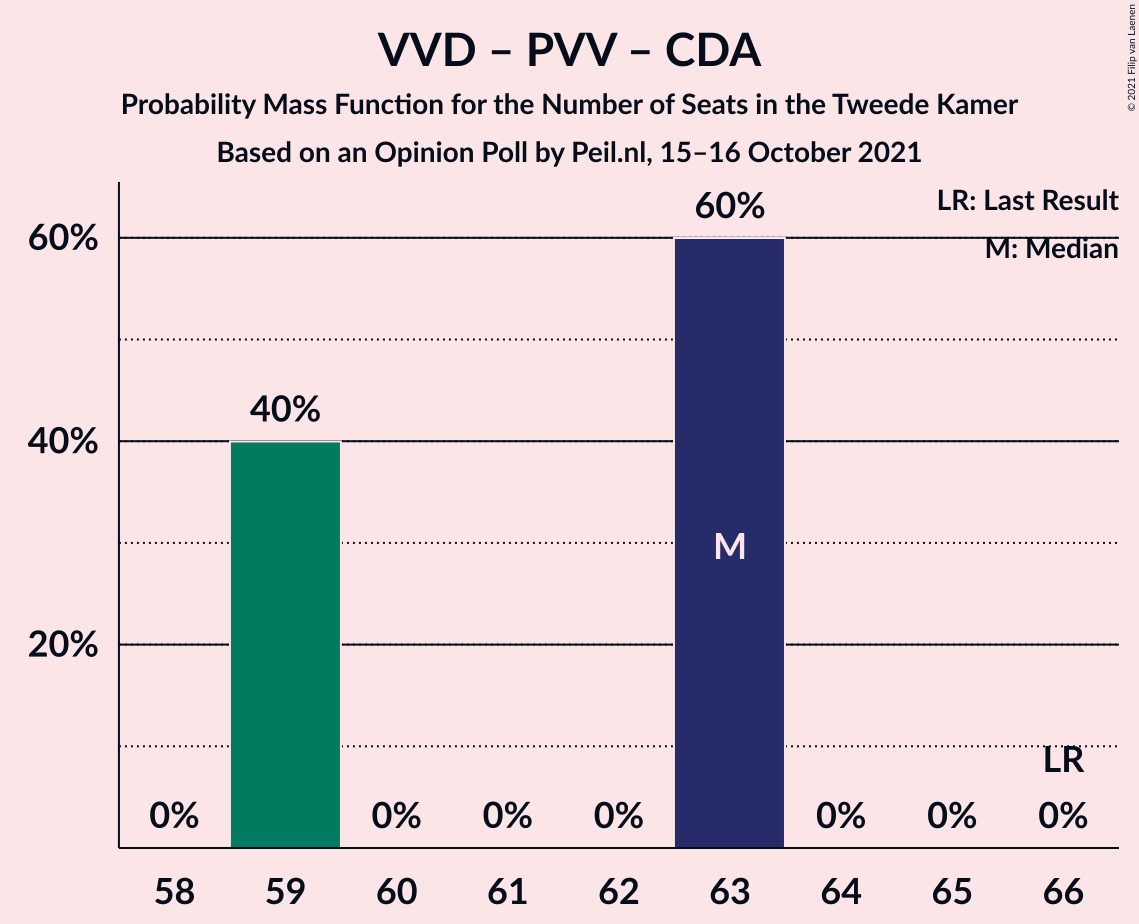 VVD – PVV – CDA
Probability Mass Function for the Number of Seats in the Tweede Kamer
Based on an Opinion Poll by Peil.nl, 15–16 October 2021
© 2021 Filip van Laenen
LR: Last Result
M: Median
60%
40%
20%
0%
40%
0%
0%
0%
60%
M
0%
0%
LR
0%
58 59 60 61 62 63 64 65 66